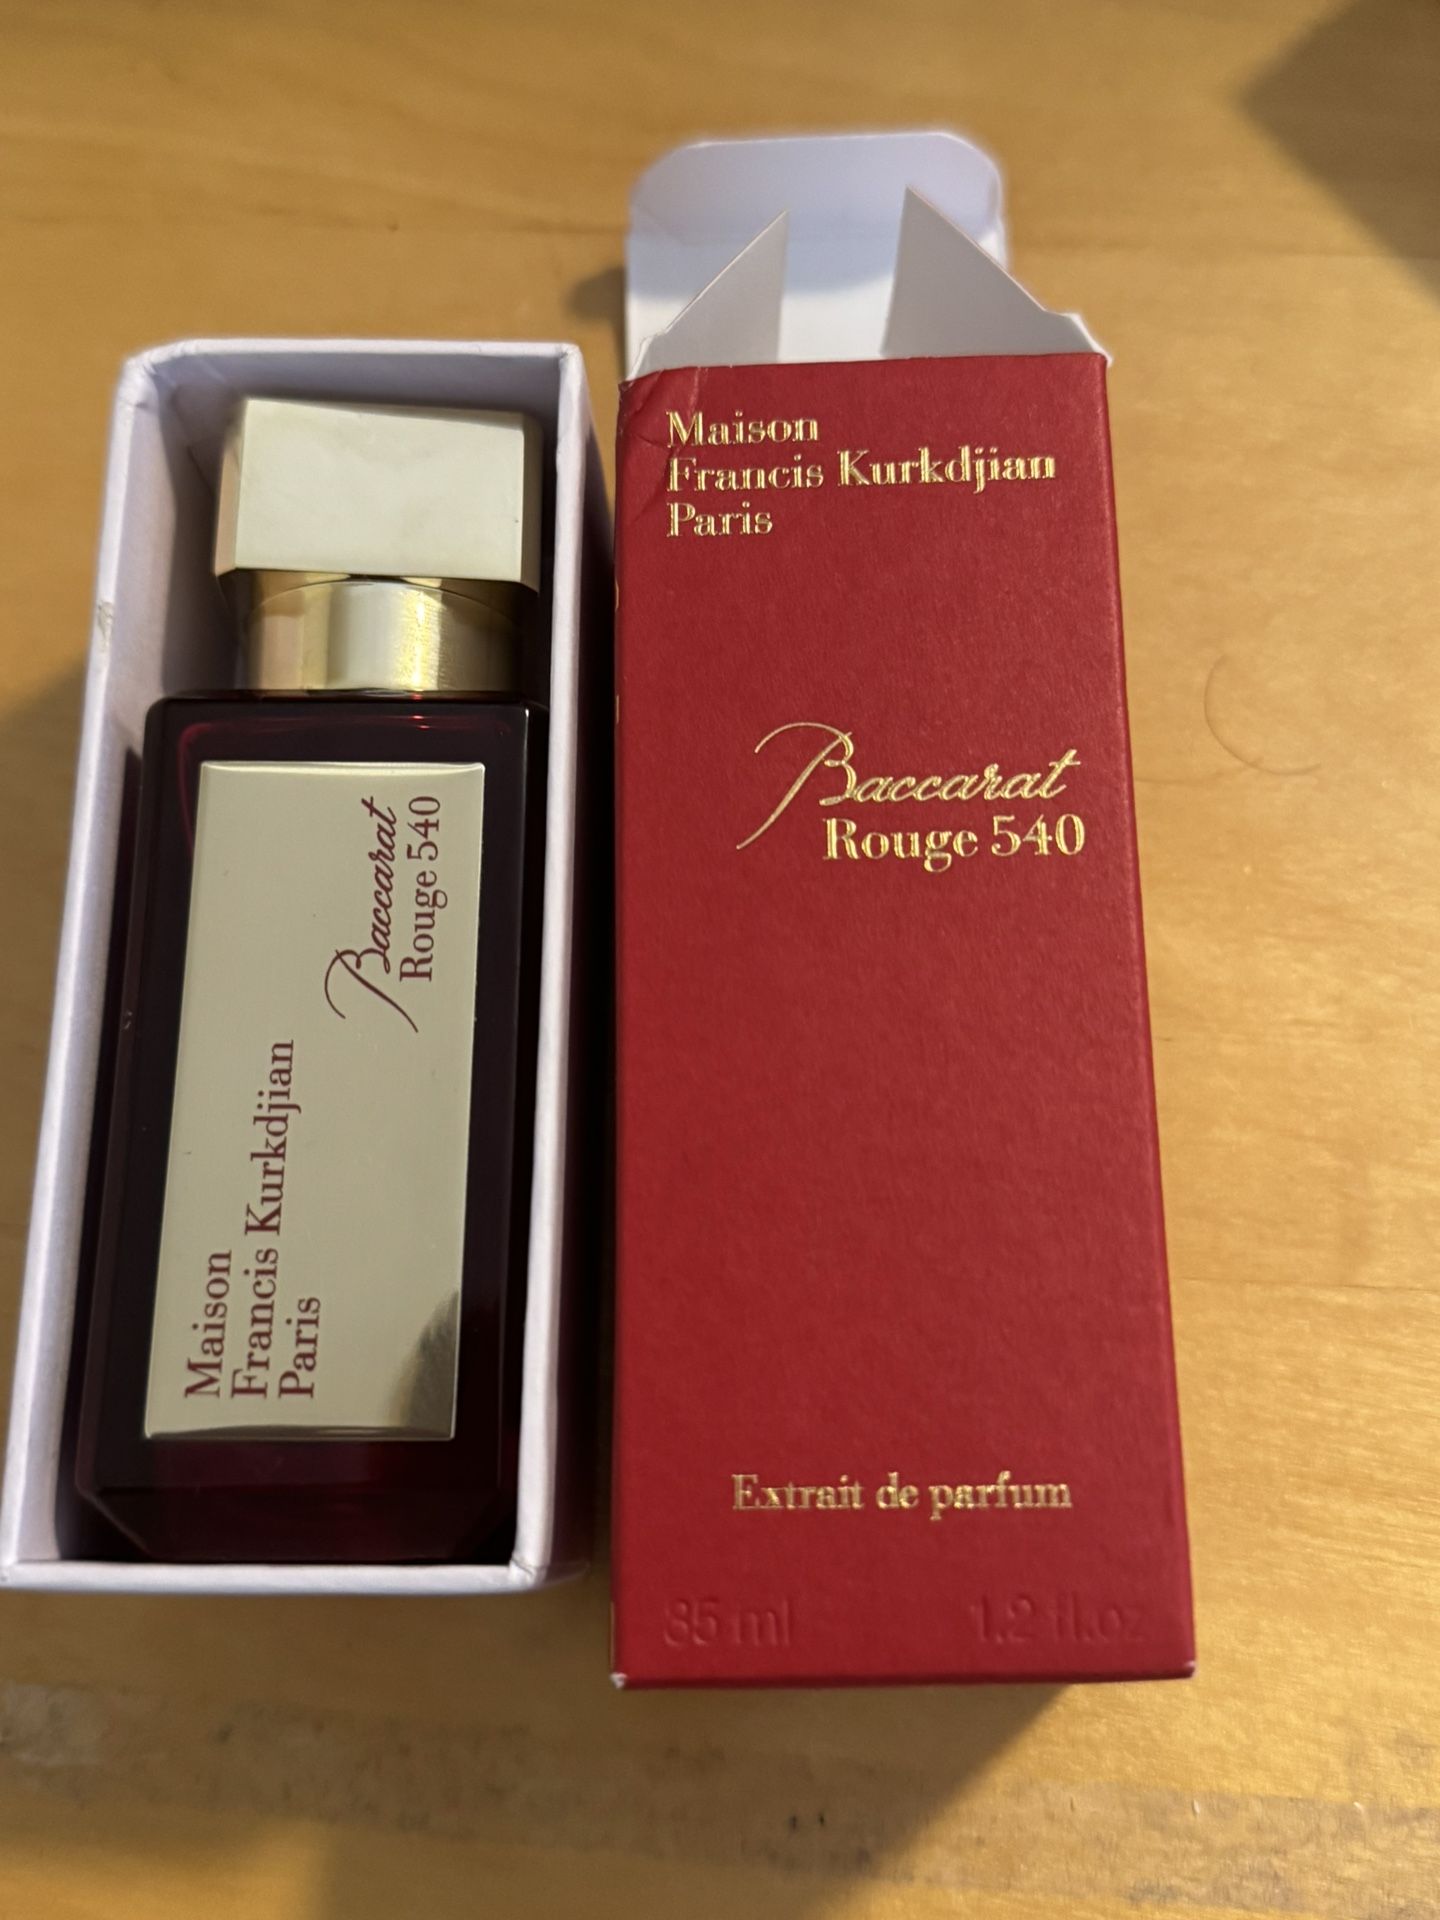 Maison
Francis Kurkdjian
Paris
Baccarat
Rouge 540
Maison
Francis Kurkdjian
Paris
Baccarat
Rouge 540
Extrait de parfum
35 ml 1.2 fl.oz